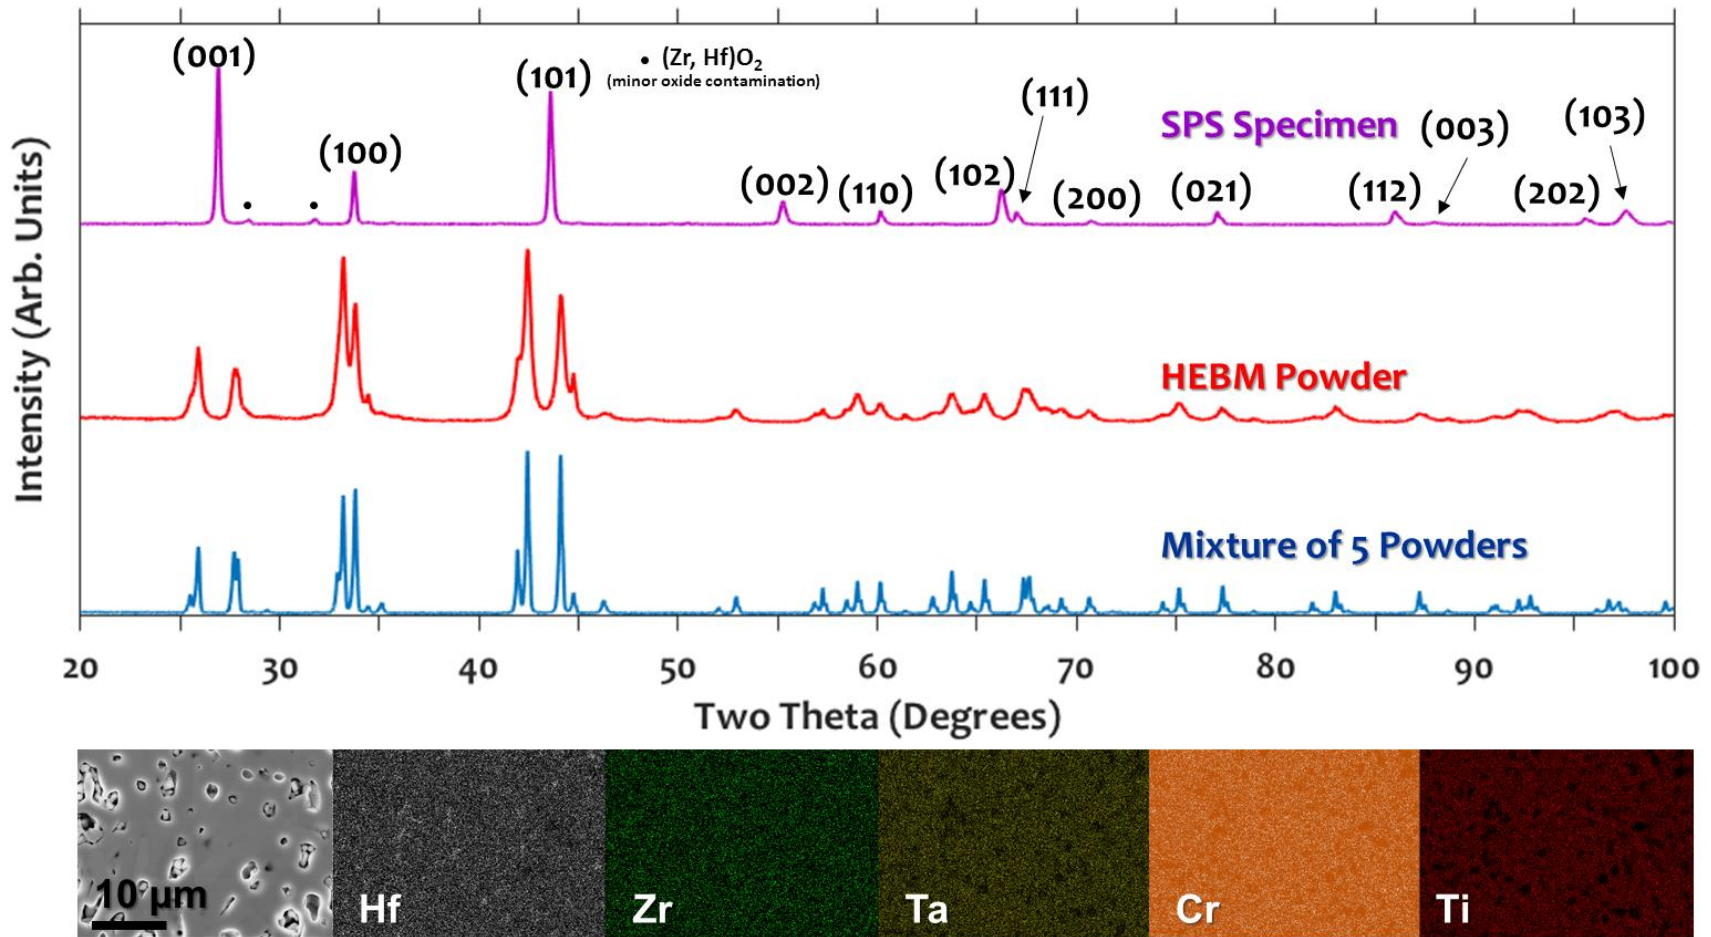 (001)
(101)
• (Zr, Hf)O₂
(minor oxide contamination)
(100)
(111)
SPS Specimen
(003)
(103)
(002)
(110)
(102)
(200)
(021)
(112)
(202)
HEBM Powder
Mixture of 5 Powders
Intensity (Arb. Units)
20 30 40 50 60 70 80 90 100
Two Theta (Degrees)
10 µm
Hf
Zr
Ta
Cr
Ti